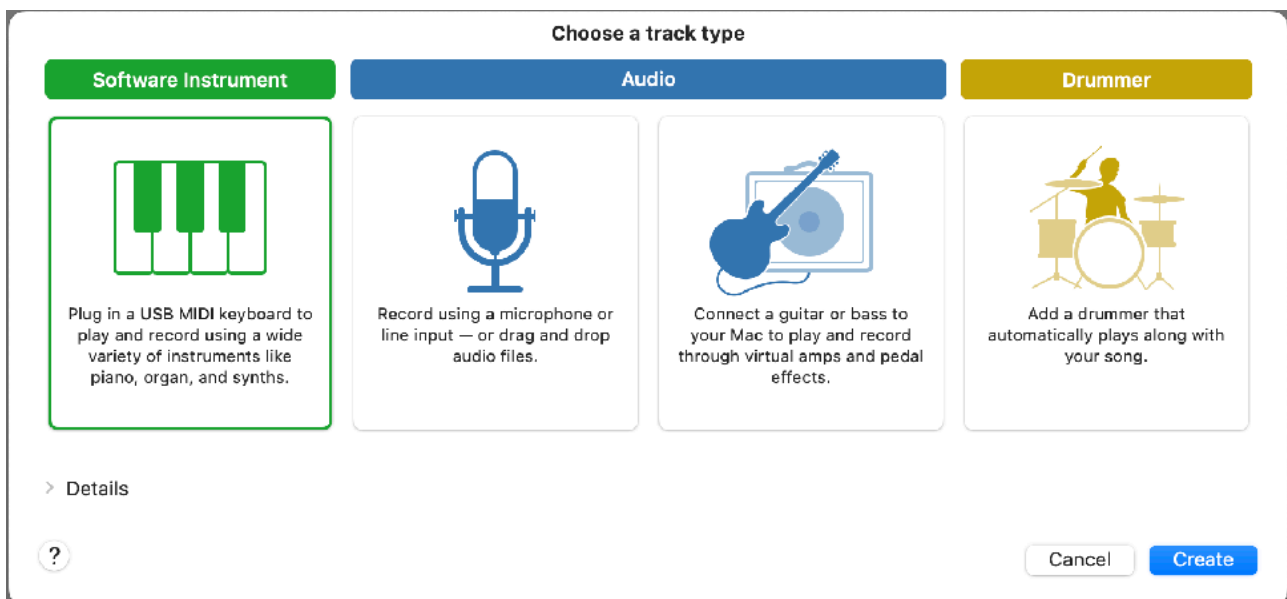 Choose a track type
Software Instrument
Audio
Drummer
Plug in a USB MIDI keyboard to
play and record using a wide
variety of instruments like
piano, organ, and synths.
Record using a microphone or
line input — or drag and drop
audio files.
Connect a guitar or bass to
your Mac to play and record
through virtual amps and pedal
effects.
Add a drummer that
automatically plays along with
your song.
Details
?
Cancel
Create